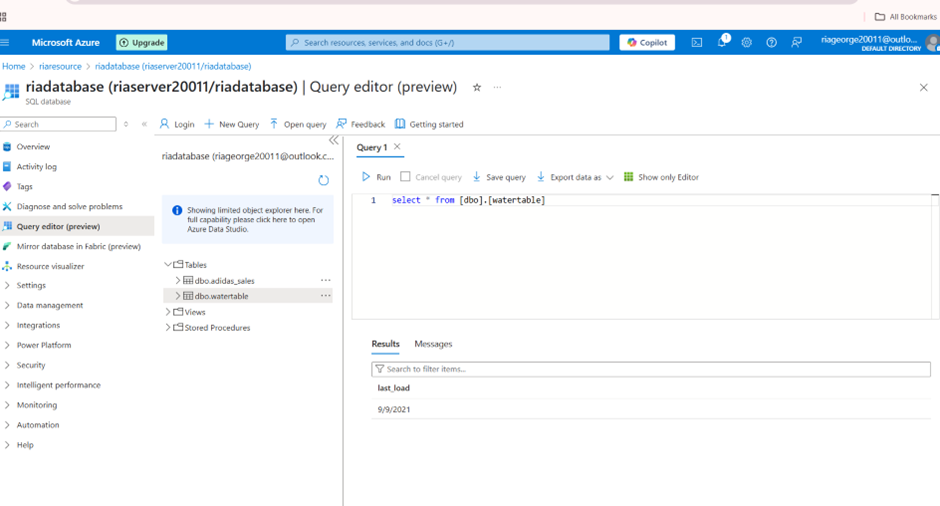 All Bookmarks
Microsoft Azure
Upgrade
Search resources, services, and docs (G+/)
Copilot
1
riageorge20011@outlo...
DEFAULT DIRECTORY
Home > riaresource > riadatabase (riaserver20011/riadatabase)
riadatabase (riaserver20011/riadatabase) | Query editor (preview)
SQL database
Search
Login
New Query
Open query
Feedback
Getting started
Overview
Activity log
Tags
Diagnose and solve problems
Query editor (preview)
Mirror database in Fabric (preview)
Resource visualizer
Settings
Data management
Integrations
Power Platform
Security
Intelligent performance
Monitoring
Automation
Help
riadatabase (riageorge20011@outlook.c...
Showing limited object explorer here. For
full capability please click here to open
Azure Data Studio.
Tables
dbo.adidas_sales
dbo.watertable
Views
Stored Procedures
Query 1
Run
Cancel query
Save query
Export data as
Show only Editor
1 select * from [dbo].[watertable]
Results
Messages
Search to filter items...
last_load
9/9/2021